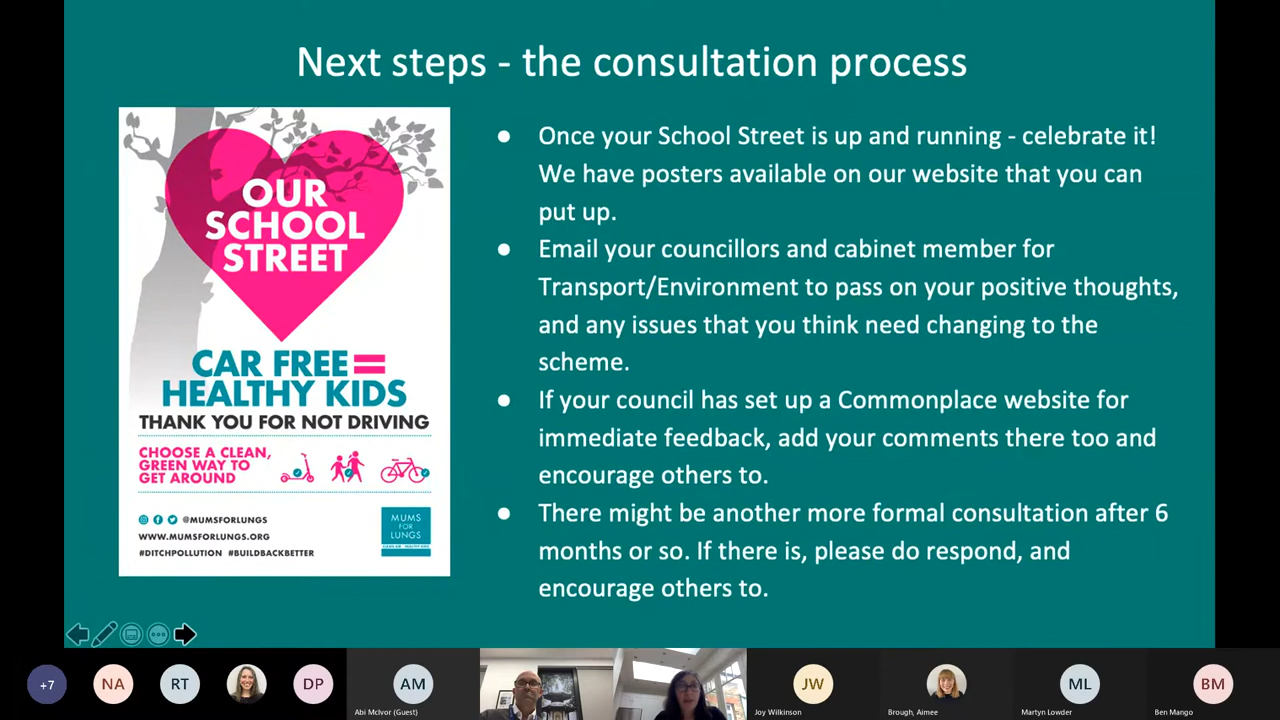 Next steps - the consultation process
OUR
SCHOOL
STREET
CAR FREE=
HEALTHY KIDS
THANK YOU FOR NOT DRIVING
CHOOSE A CLEAN,
GREEN WAY TO
GET AROUND
@MUMSFORLUNGS
WWW.MUMSFORLUNGS.ORG
#DITCHPOLLUTION #BUILDBACKBETTER
MUMS
FOR
LUNGS
CLEAN AIR - HEALTHY KIDS
● Once your School Street is up and running - celebrate it!
We have posters available on our website that you can
put up.
● Email your councillors and cabinet member for
Transport/Environment to pass on your positive thoughts,
and any issues that you think need changing to the
scheme.
● If your council has set up a Commonplace website for
immediate feedback, add your comments there too and
encourage others to.
● There might be another more formal consultation after 6
months or so. If there is, please do respond, and
encourage others to.
+7
NA
RT
DP
AM
Abi McIvor (Guest)
JW
Joy Wilkinson
Brough, Aimee
ML
Martyn Lowder
BM
Ben Mango